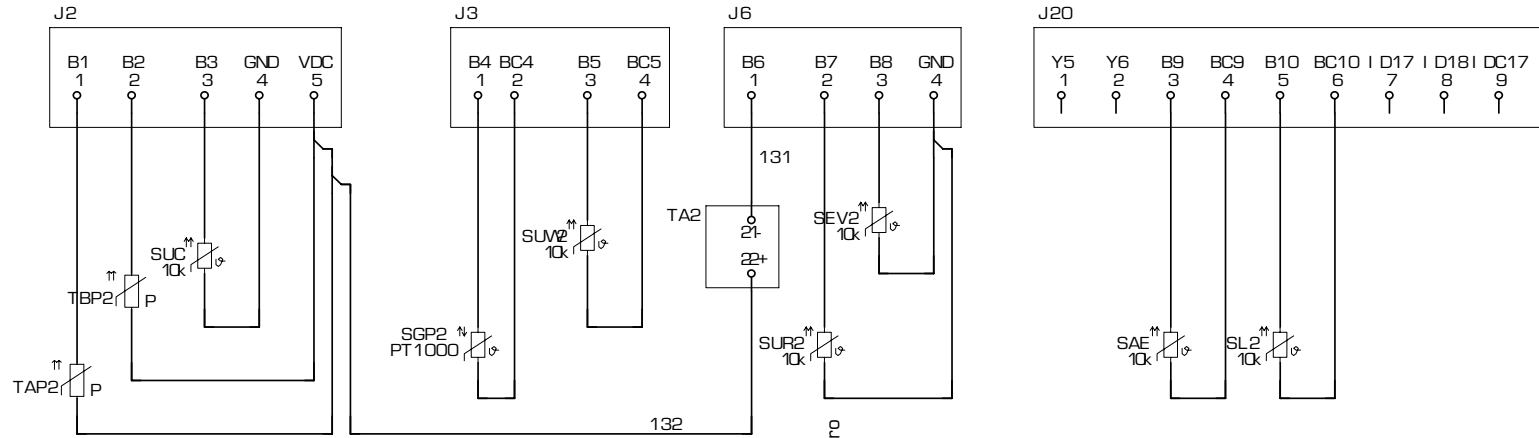 J2 J3 J6 J20
B1 B2 B3 GND VDC B4 BC4 B5 BC5 B6 B7 B8 GND Y5 Y6 B9 BC9 B10 BC10 ID17 ID18 IDC17
1 2 3 4 5 1 2 3 4 1 2 3 4 1 2 3 4 5 6 7 8 9
131
TA2
21-
22+
SEV2
10k
SUW2
10k
SUC
10k
TBP2 P
SGP2
PT1000
SUR2
10k
SAE
10k
SL2
10k
TAP2 P
132